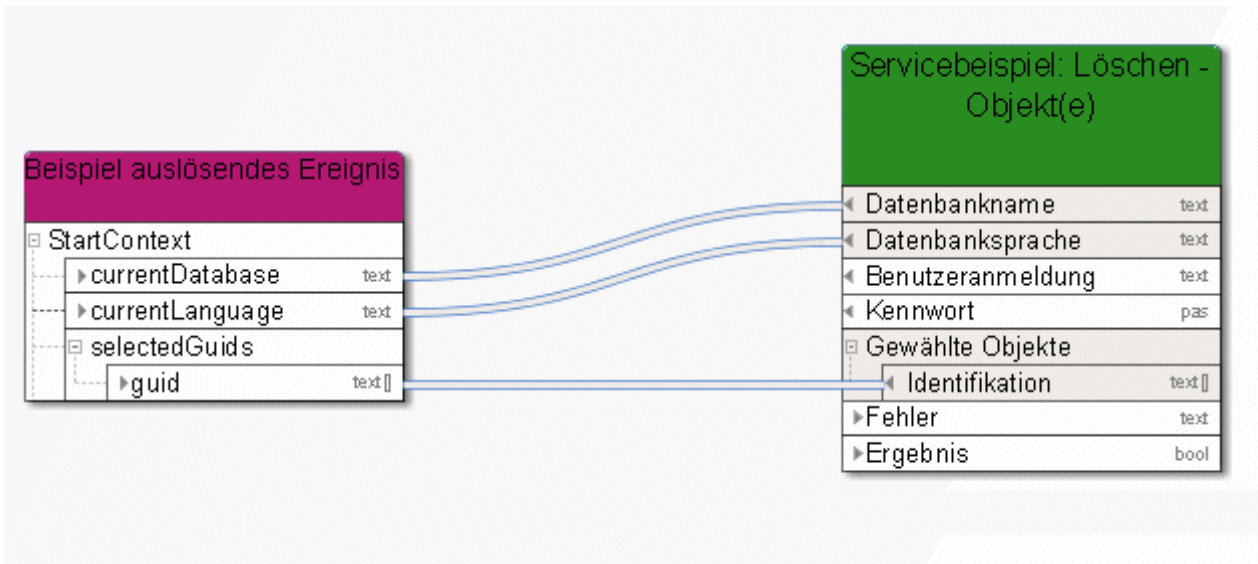 Beispiel auslösendes Ereignis
StartContext
currentDatabase text
currentLanguage text
selectedGuids
guid text[]
Servicebeispiel: Löschen -
Objekt(e)
Datenbankname text
Datenbanksprache text
Benutzeranmeldung text
Kennwort pas
Gewählte Objekte
Identifikation text[]
Fehler text
Ergebnis bool